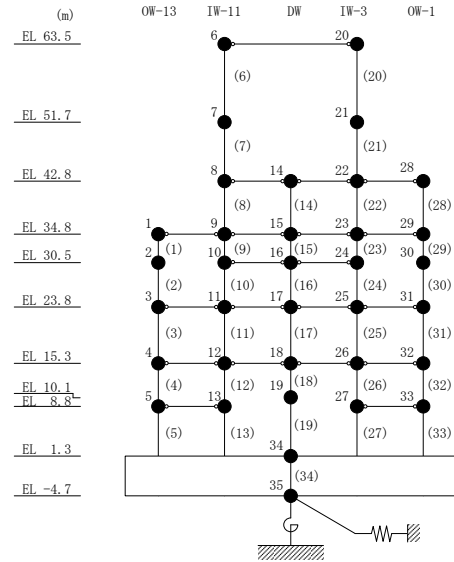 (m) OW-13 IW-11 DW IW-3 OW-1
EL 63.5 6 20
(6) (20)
EL 51.7 7 21
(7) (21)
EL 42.8 8 14 22 28
(8) (14) (22) (28)
EL 34.8 1 9 15 23 29
(1) (9) (15) (23) (29)
EL 30.5 2 10 16 24 30
(2) (10) (16) (24) (30)
EL 23.8 3 11 17 25 31
(3) (11) (17) (25) (31)
EL 15.3 4 12 18 26 32
(4) (12) (18) (26) (32)
EL 10.1 19
EL 8.8 5 13 27 33
(5) (13) (19) (27) (33)
EL 1.3 34
(34)
EL -4.7 35